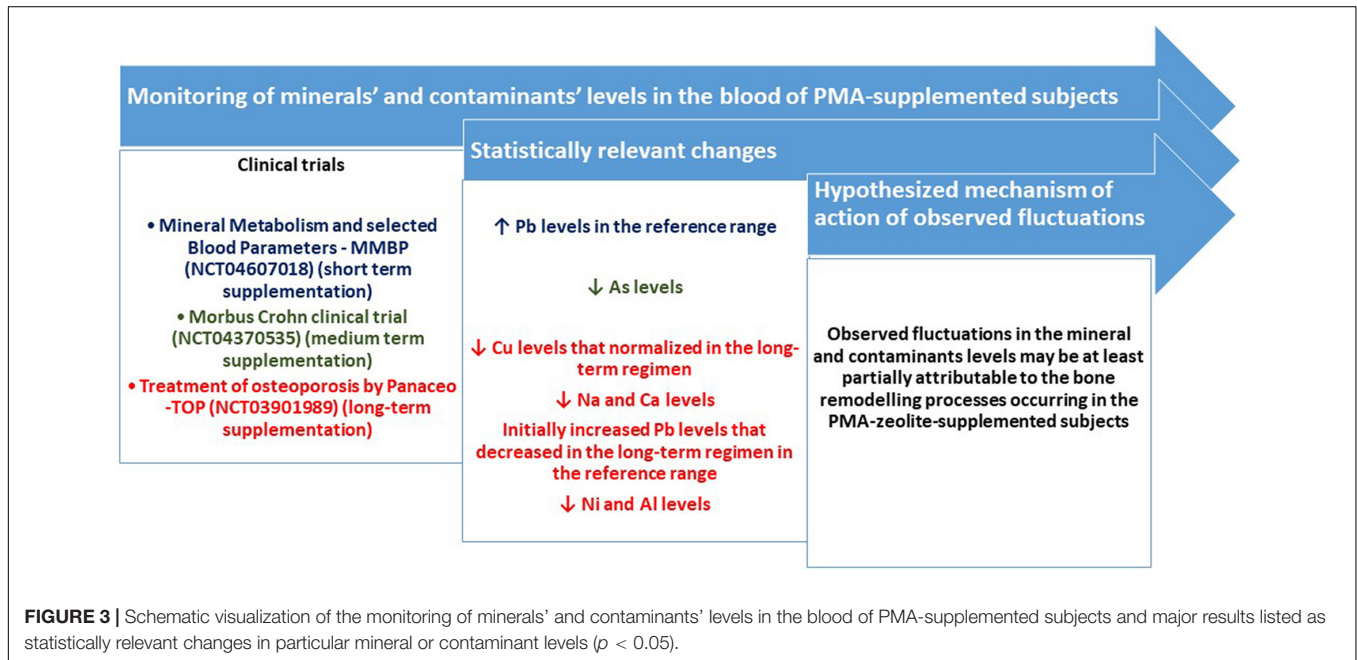 Monitoring of minerals' and contaminants' levels in the blood of PMA-supplemented subjects
Clinical trials
• Mineral Metabolism and selected
Blood Parameters - MMBP
(NCT04607018) (short term
supplementation)
• Morbus Crohn clinical trial
(NCT04370535) (medium term
supplementation)
• Treatment of osteoporosis by Panaceo
-TOP (NCT03901989) (long-term
supplementation)
Statistically relevant changes
↑ Pb levels in the reference range
↓ As levels
↓ Cu levels that normalized in the long-
term regimen
↓ Na and Ca levels
Initially increased Pb levels that
decreased in the long-term regimen in
the reference range
↓ Ni and Al levels
Hypothesized mechanism of
action of observed fluctuations
Observed fluctuations in the mineral
and contaminants levels may be at least
partially attributable to the bone
remodelling processes occurring in the
PMA-zeolite-supplemented subjects
FIGURE 3 | Schematic visualization of the monitoring of minerals' and contaminants' levels in the blood of PMA-supplemented subjects and major results listed as
statistically relevant changes in particular mineral or contaminant levels (p < 0.05).